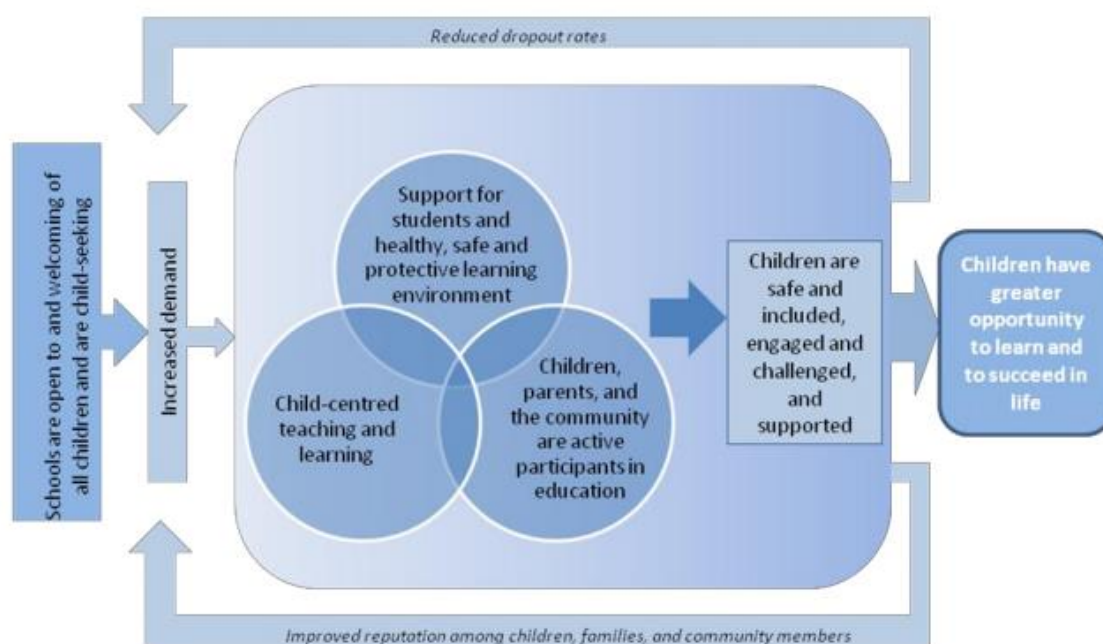 Reduced dropout rates
Schools are open to and welcoming of
all children and are child-seeking
Increased demand
Support for
students and
healthy, safe and
protective learning
environment
Child-centred
teaching and
learning
Children,
parents, and
the community
are active
participants in
education
Children are
safe and
included,
engaged and
challenged,
and
supported
Children have
greater
opportunity
to learn and
to succeed in
life
Improved reputation among children, families, and community members